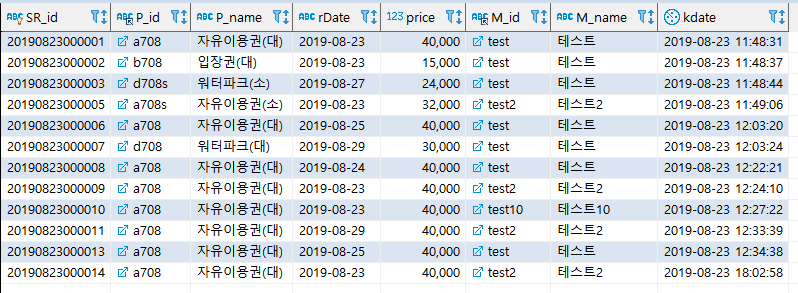 ABC SR_id ABC P_id ABC P_name rDate 123 price ABC M_id ABC M_name kdate
20190823000001 a708 자유이용권(대) 2019-08-23 40,000 test 테스트 2019-08-23 11:48:31
20190823000002 b708 입장권(대) 2019-08-23 15,000 test 테스트 2019-08-23 11:48:37
20190823000003 d708s 워터파크(소) 2019-08-27 24,000 test 테스트 2019-08-23 11:48:44
20190823000005 a708s 자유이용권(소) 2019-08-23 32,000 test2 테스트2 2019-08-23 11:49:06
20190823000006 a708 자유이용권(대) 2019-08-25 40,000 test 테스트 2019-08-23 12:03:20
20190823000007 d708 워터파크(대) 2019-08-29 30,000 test 테스트 2019-08-23 12:03:24
20190823000008 a708 자유이용권(대) 2019-08-24 40,000 test 테스트 2019-08-23 12:22:21
20190823000009 a708 자유이용권(대) 2019-08-23 40,000 test2 테스트2 2019-08-23 12:24:10
20190823000010 a708 자유이용권(대) 2019-08-23 40,000 test10 테스트10 2019-08-23 12:27:22
20190823000011 a708 자유이용권(대) 2019-08-29 40,000 test2 테스트2 2019-08-23 12:33:39
20190823000013 a708 자유이용권(대) 2019-08-25 40,000 test 테스트 2019-08-23 12:34:38
20190823000014 a708 자유이용권(대) 2019-08-23 40,000 test2 테스트2 2019-08-23 18:02:58